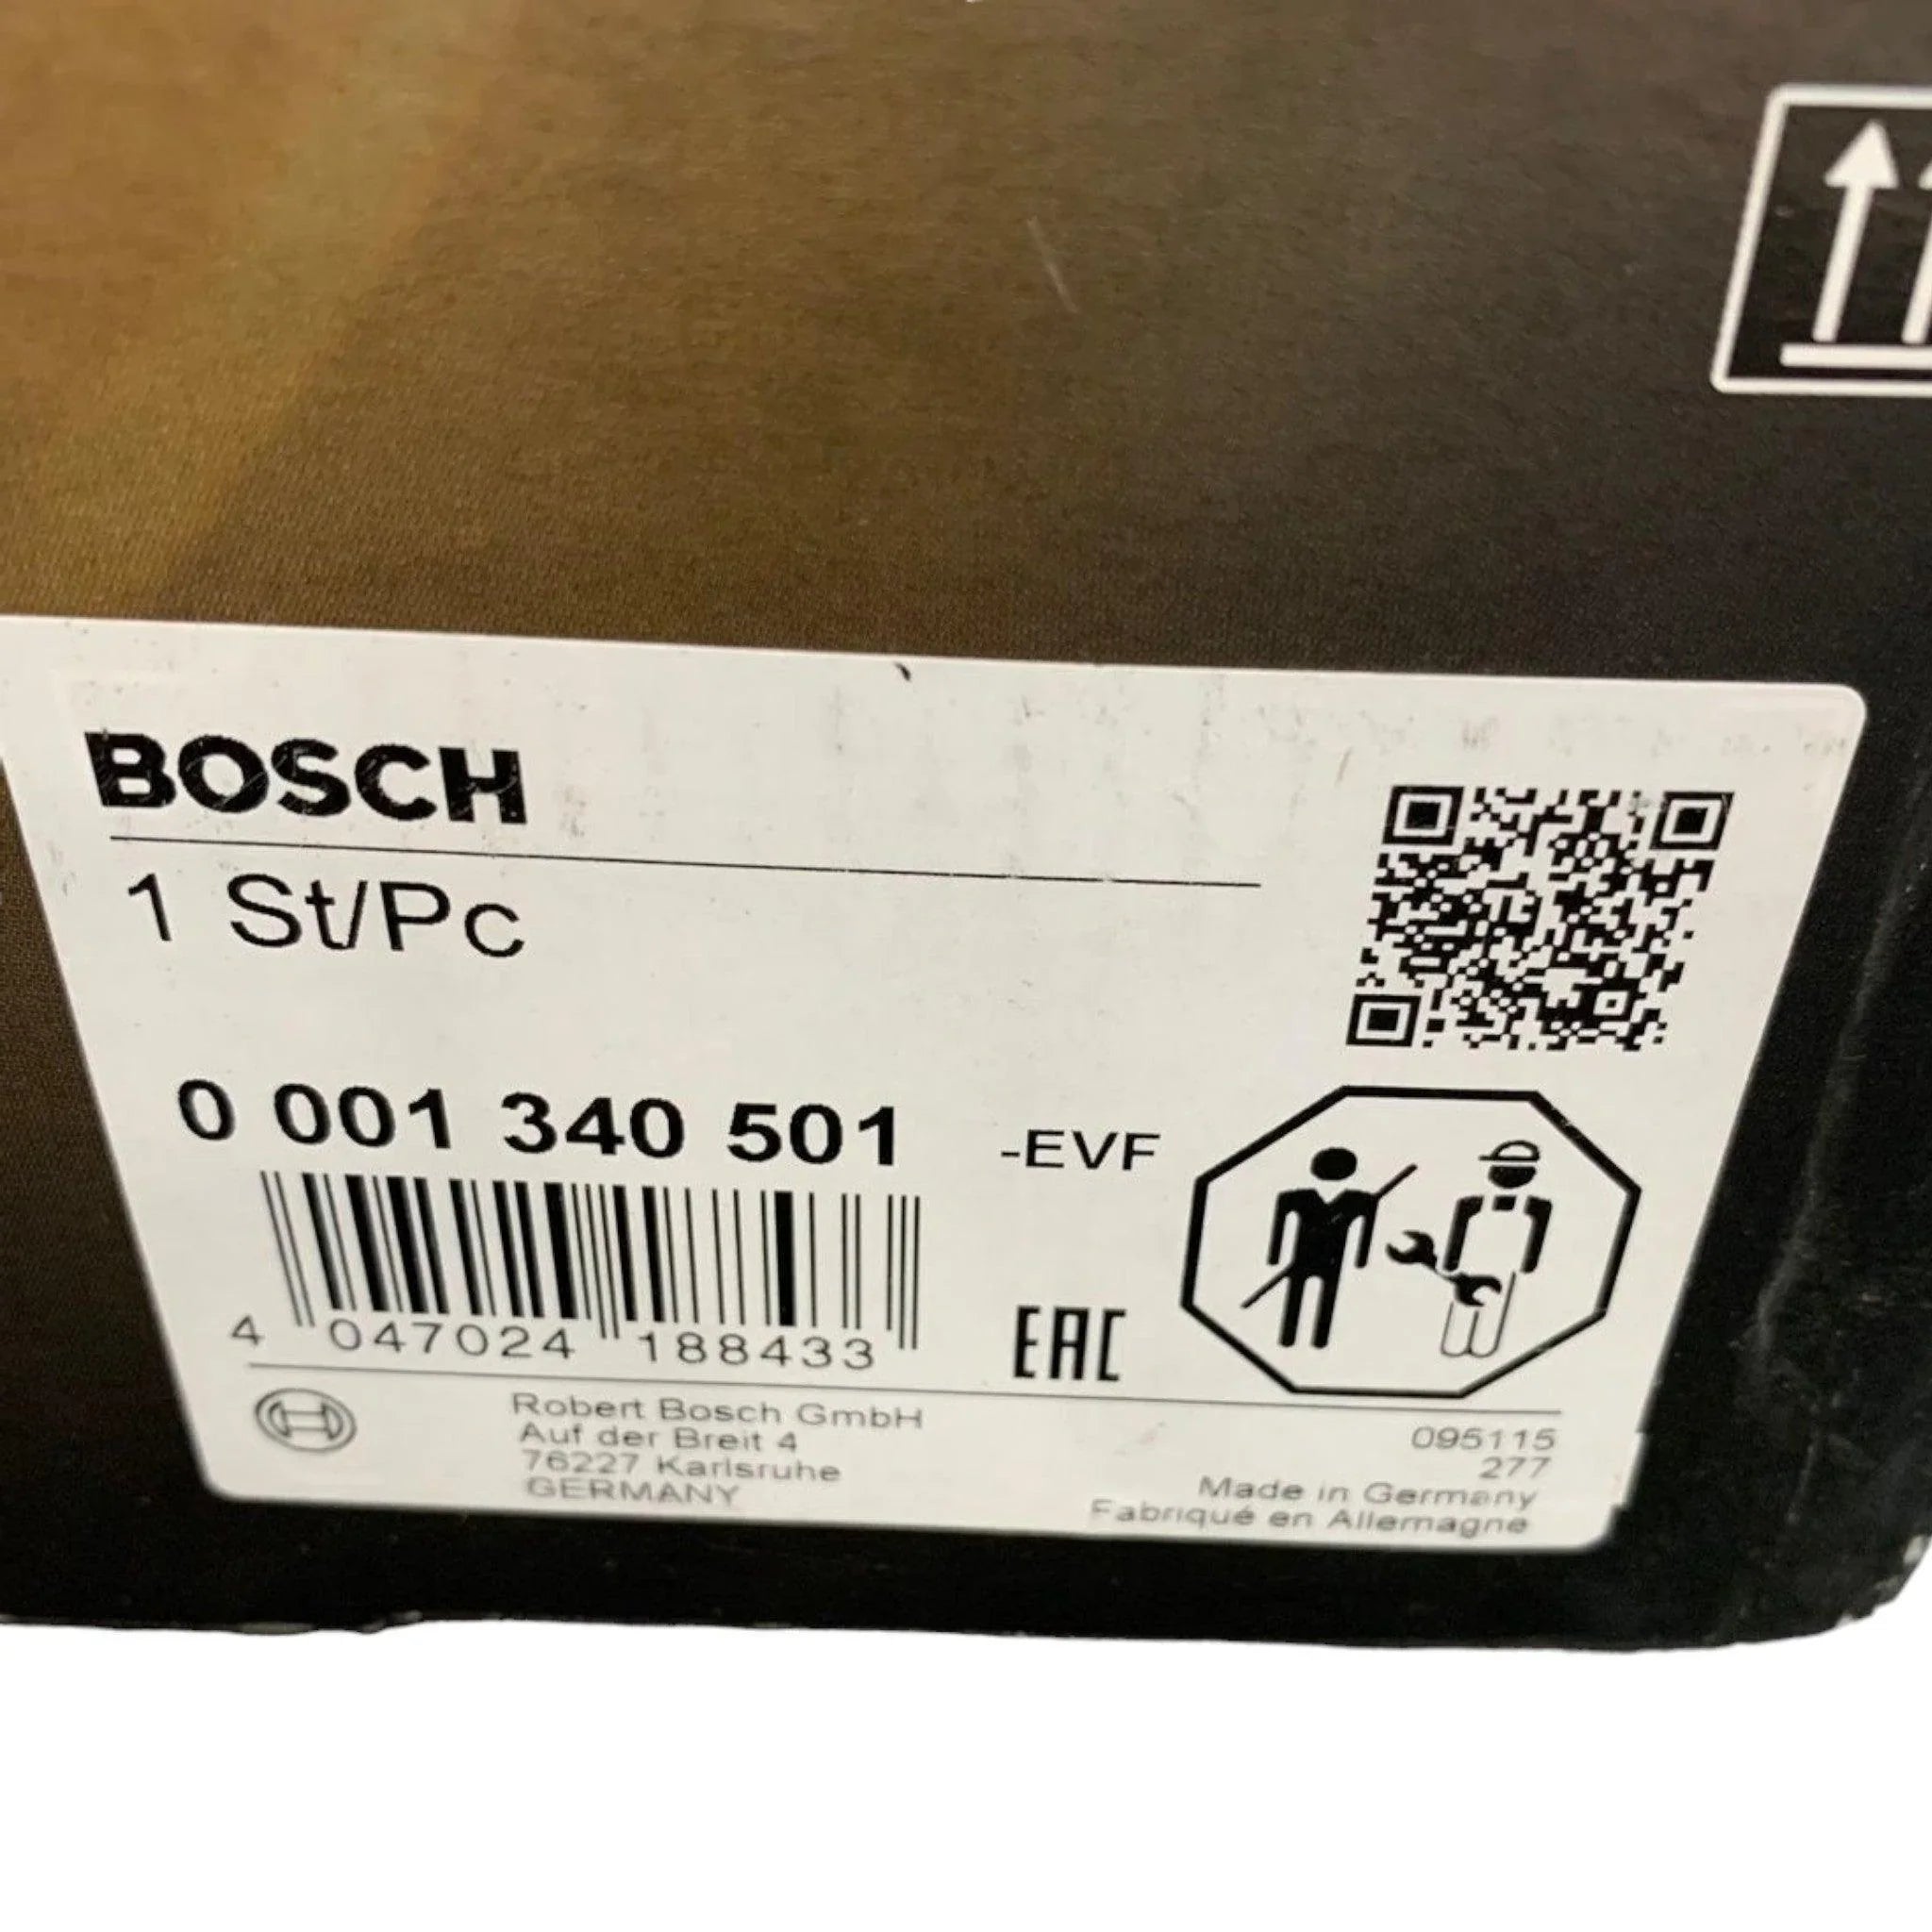 BOSCH
1 St/Pc
0 001 340 501 -EVF
4 047024 188433
EAC
Robert Bosch GmbH
Auf der Breit 4
76227 Karlsruhe
GERMANY
095115
277
Made in Germany
Fabriqué en Allemagne